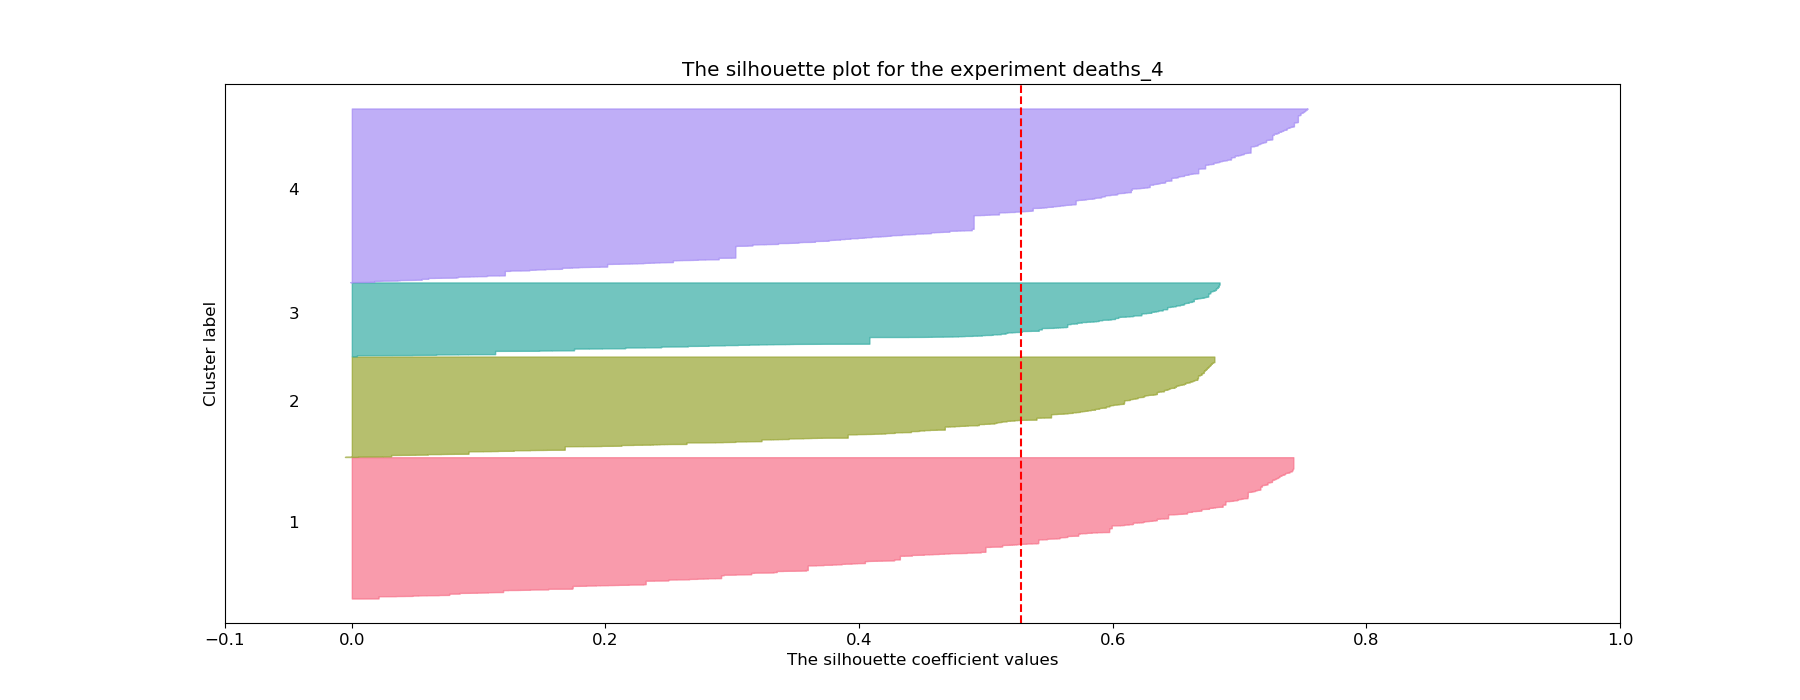 The silhouette plot for the experiment deaths_4
Cluster label
4
3
2
1
−0.1 0.0 0.2 0.4 0.6 0.8 1.0
The silhouette coefficient values